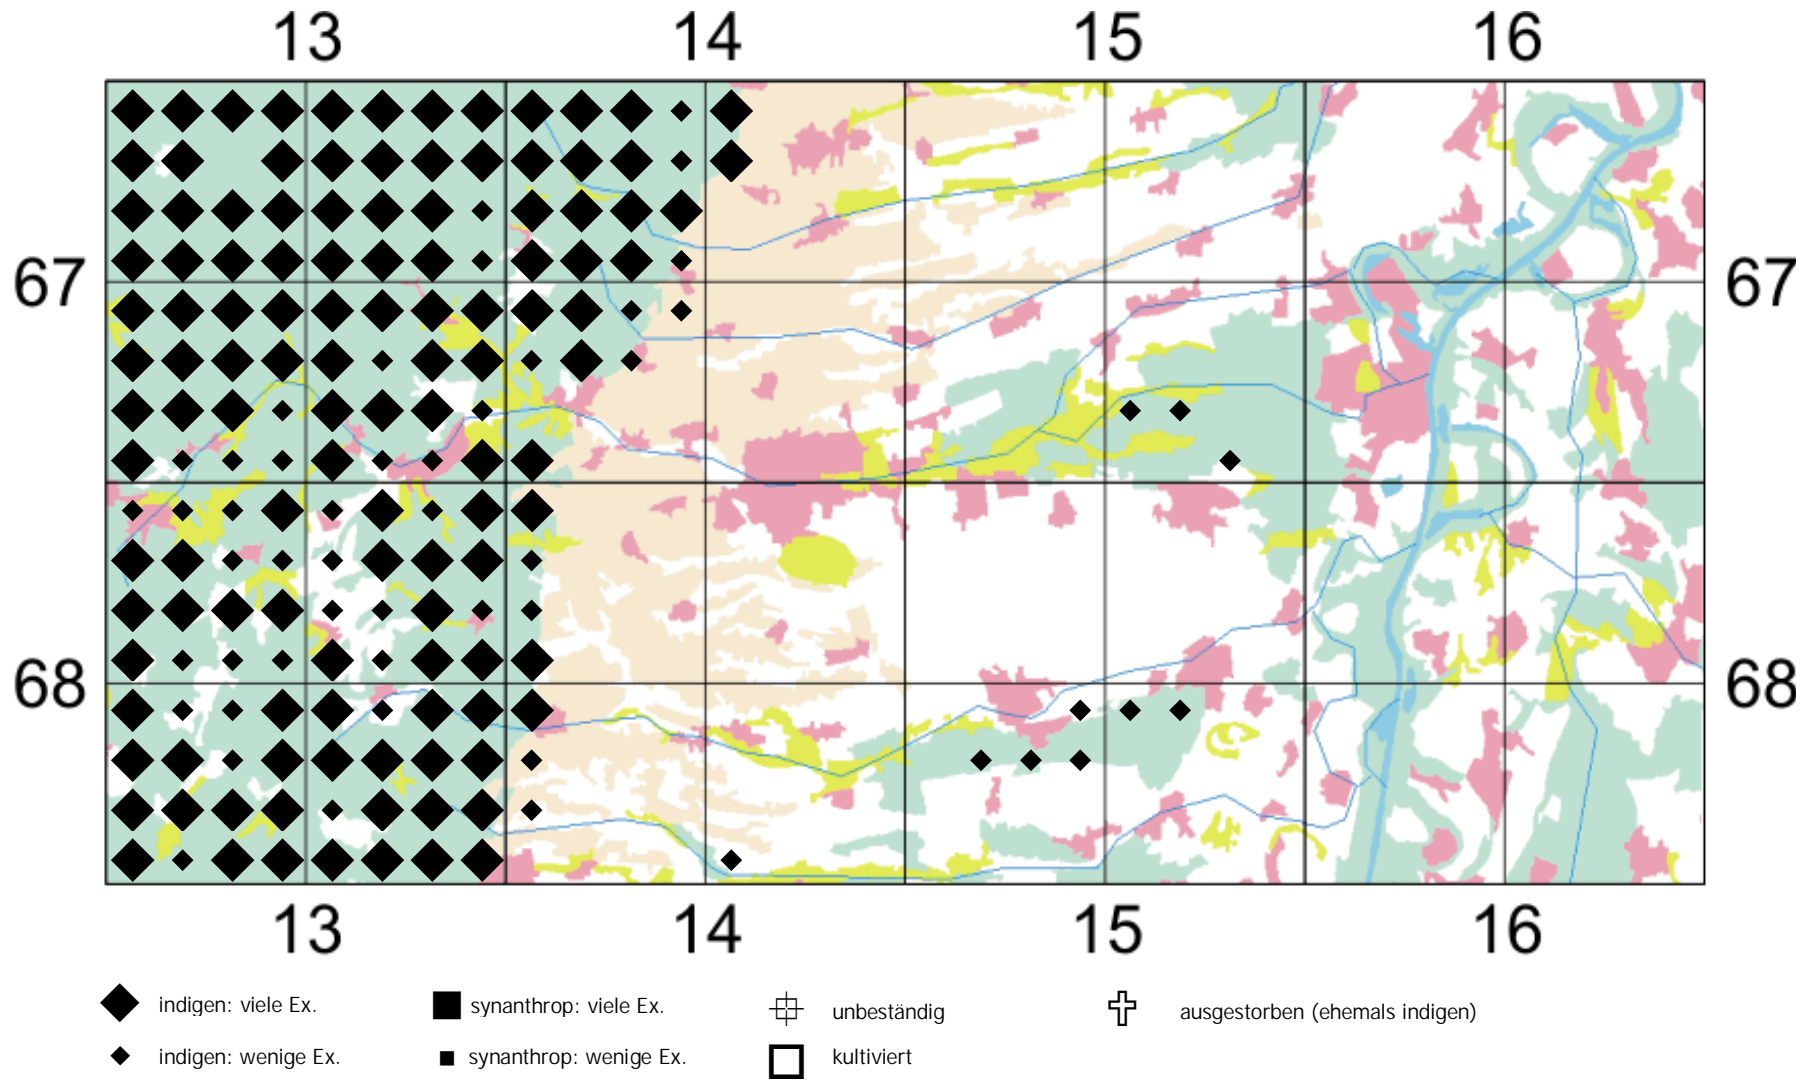 13 14 15 16
67 67
68 68
13 14 15 16
indigen: viele Ex. synanthrop: viele Ex. unbeständig ausgestorben (ehemals indigen)
indigen: wenige Ex. synanthrop: wenige Ex. kultiviert